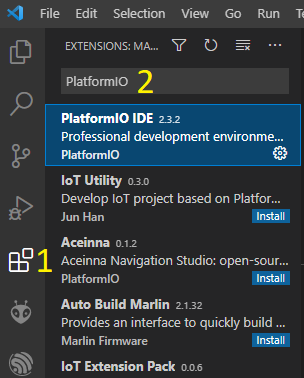 File Edit Selection View Go Run Te
EXTENSIONS: MA...
PlatformIO 2
PlatformIO IDE 2.3.2
Professional development environme...
PlatformIO
IoT Utility 0.3.0
Develop IoT project based on Platfor...
Jun Han Install
1
Aceinna 0.1.2
Aceinna Navigation Studio: open-sour...
PlatformIO Install
Auto Build Marlin 2.1.32
Provides an interface to quickly build ...
Marlin Firmware Install
IoT Extension Pack 0.0.6